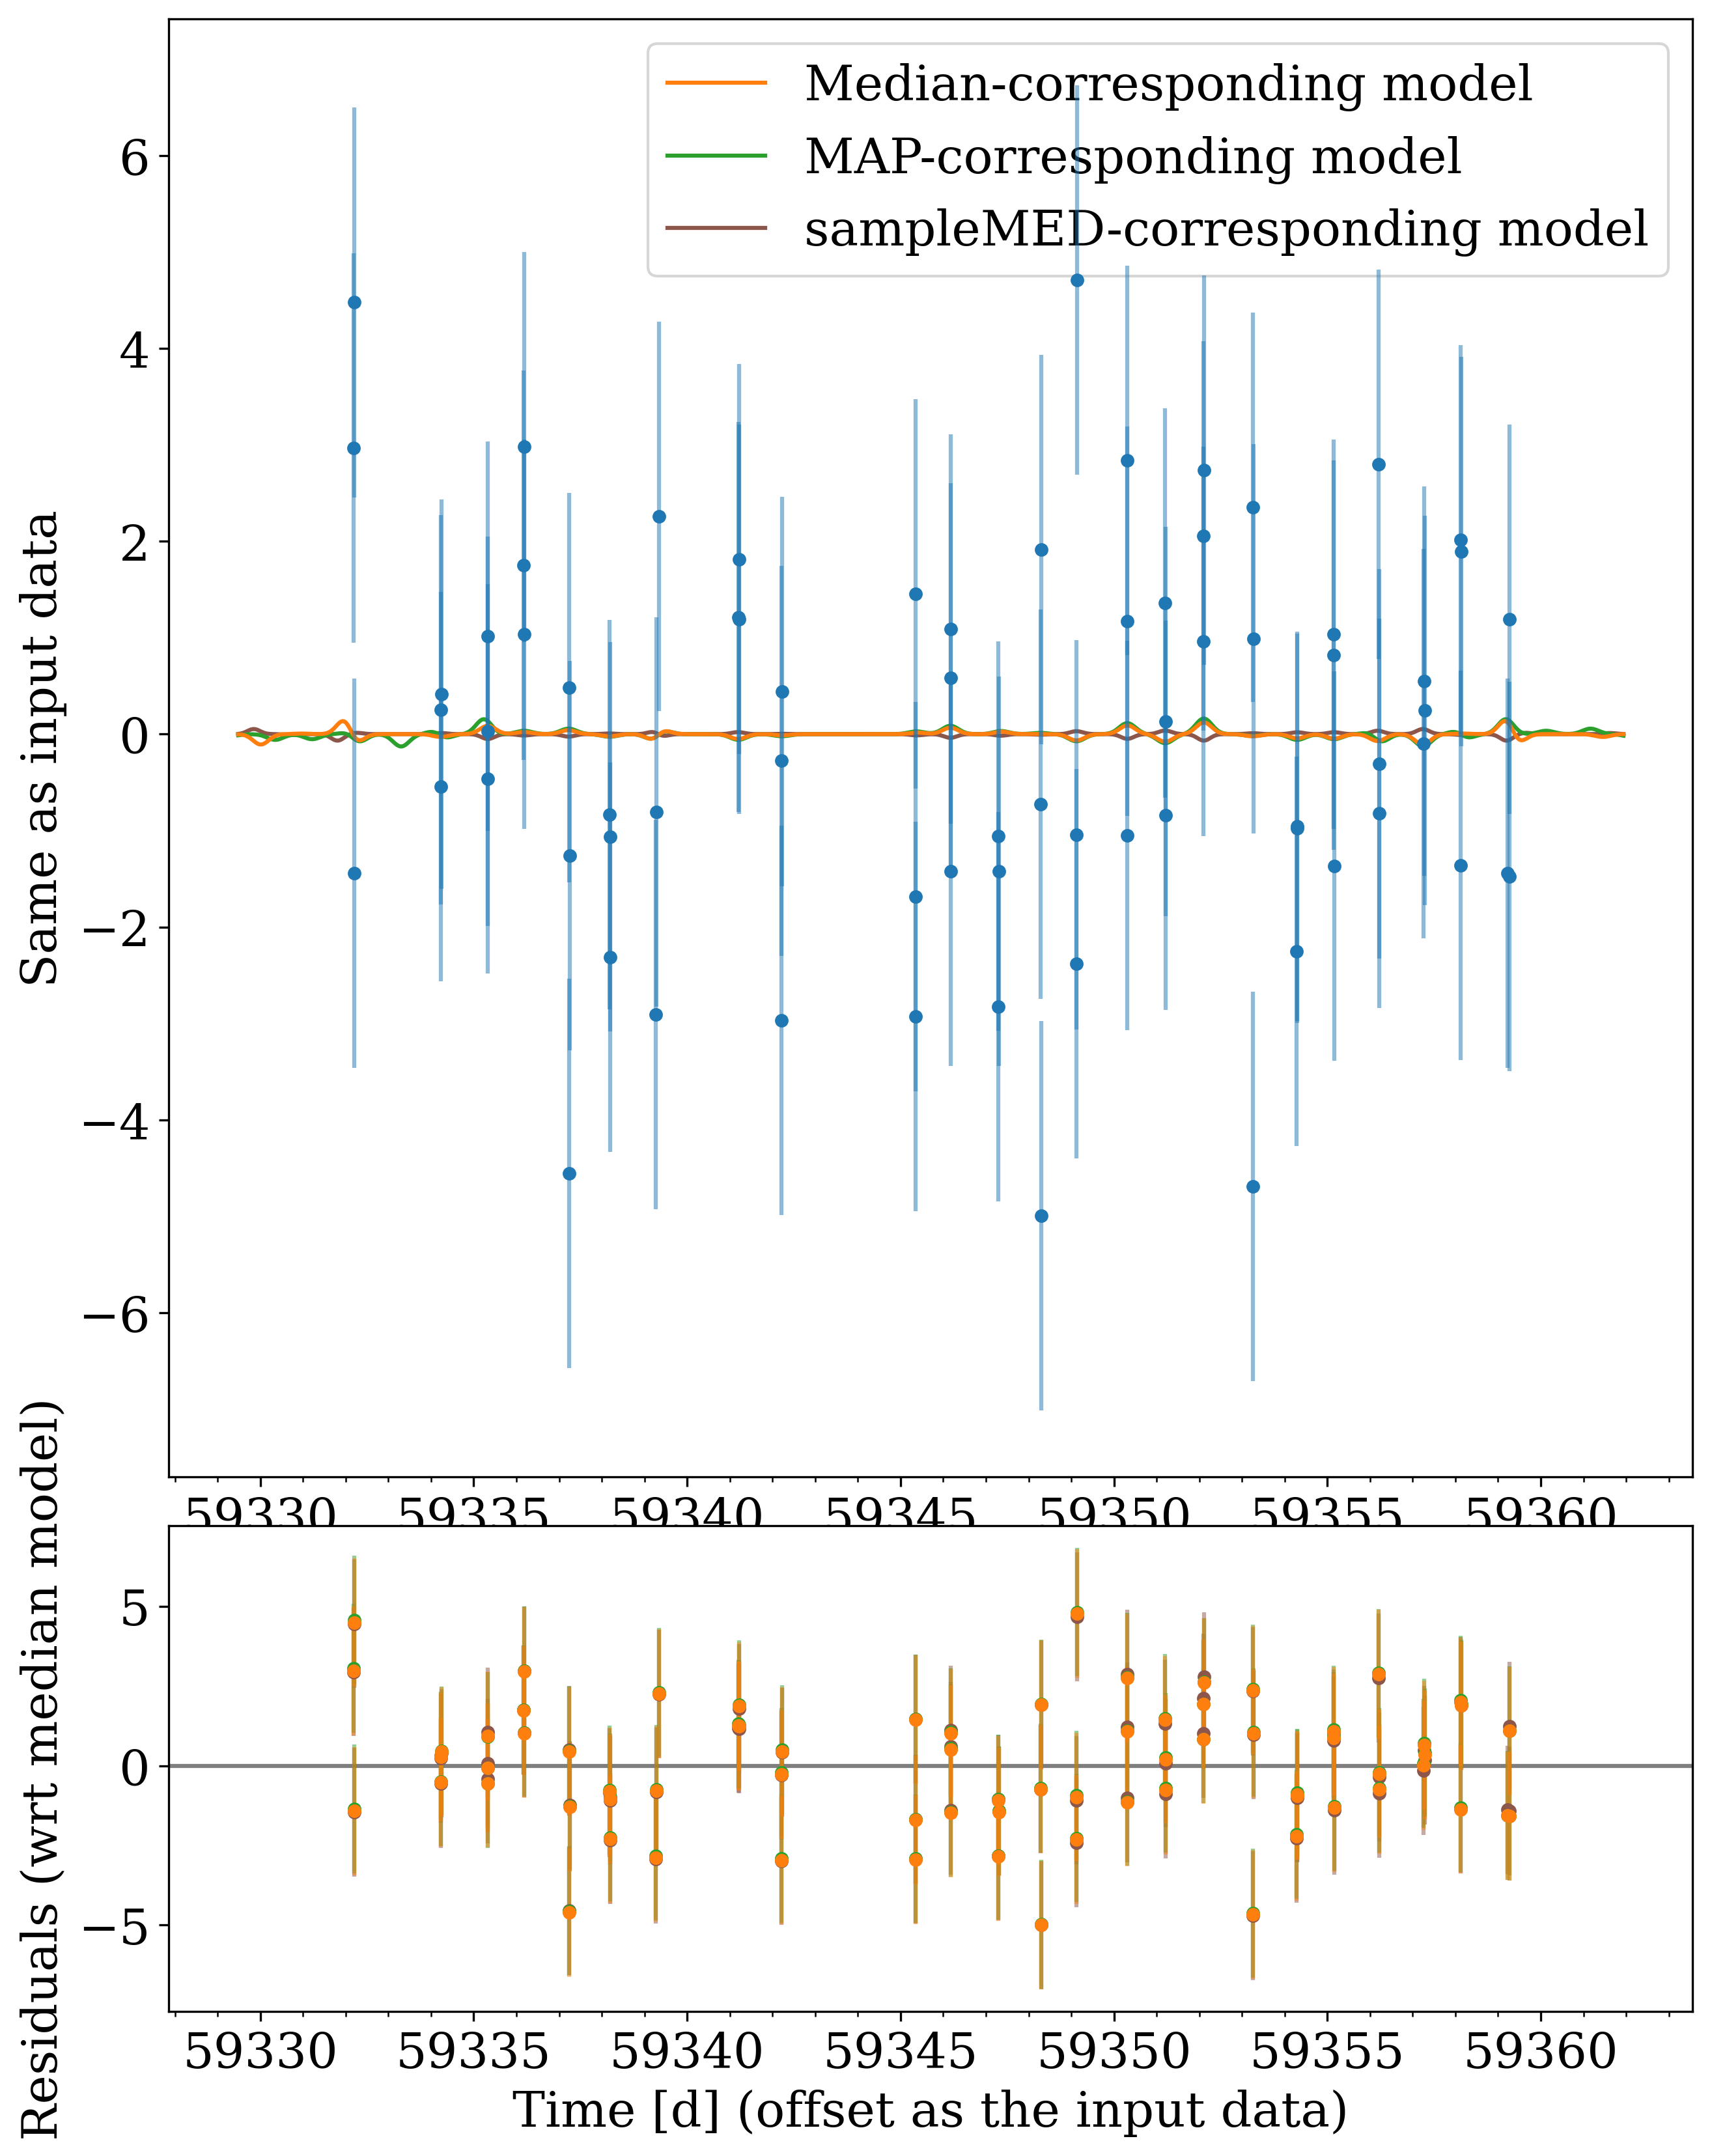 Median-corresponding model
MAP-corresponding model
sampleMED-corresponding model
Same as input data
6
4
2
0
−2
−4
−6
59330 59335 59340 59345 59350 59355 59360
Residuals (wrt median model)
5
0
−5
59330 59335 59340 59345 59350 59355 59360
Time [d] (offset as the input data)